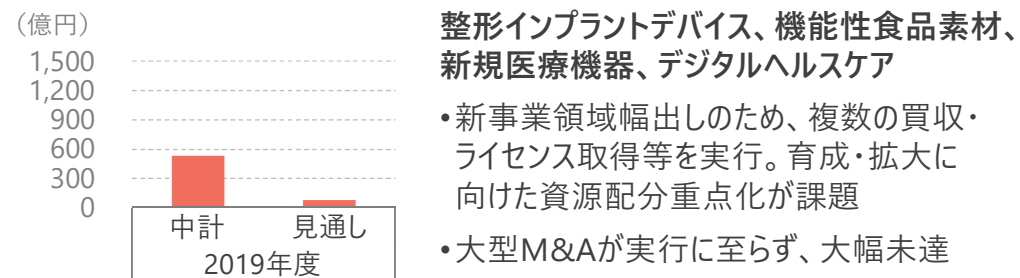 （億円）
1,500
1,200
900
600
300
0
中計 見通し
2019年度
整形インプラントデバイス、機能性食品素材、
新規医療機器、デジタルヘルスケア
•新事業領域幅出しのため、複数の買収・
ライセンス取得等を実行。育成・拡大に
向けた資源配分重点化が課題
•大型M&Aが実行に至らず、大幅未達